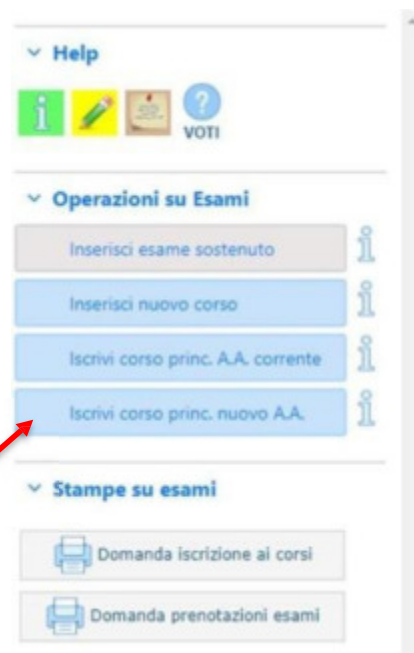 Help
VOTI
Operazioni su Esami
Inserisci esame sostenuto
Inserisci nuovo corso
Iscrivi corso princ. A.A. corrente
Iscrivi corso princ. nuovo A.A.
Stampe su esami
Domanda iscrizione ai corsi
Domanda prenotazioni esami